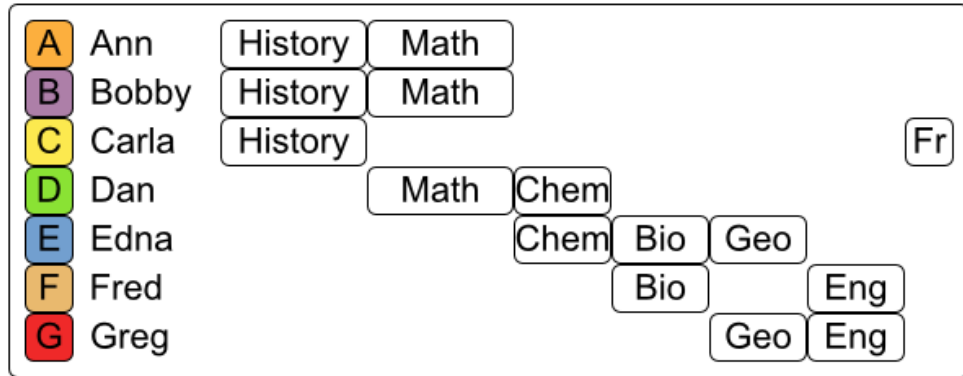 A Ann History Math
B Bobby History Math
C Carla History Fr
D Dan Math Chem
E Edna Chem Bio Geo
F Fred Bio Eng
G Greg Geo Eng